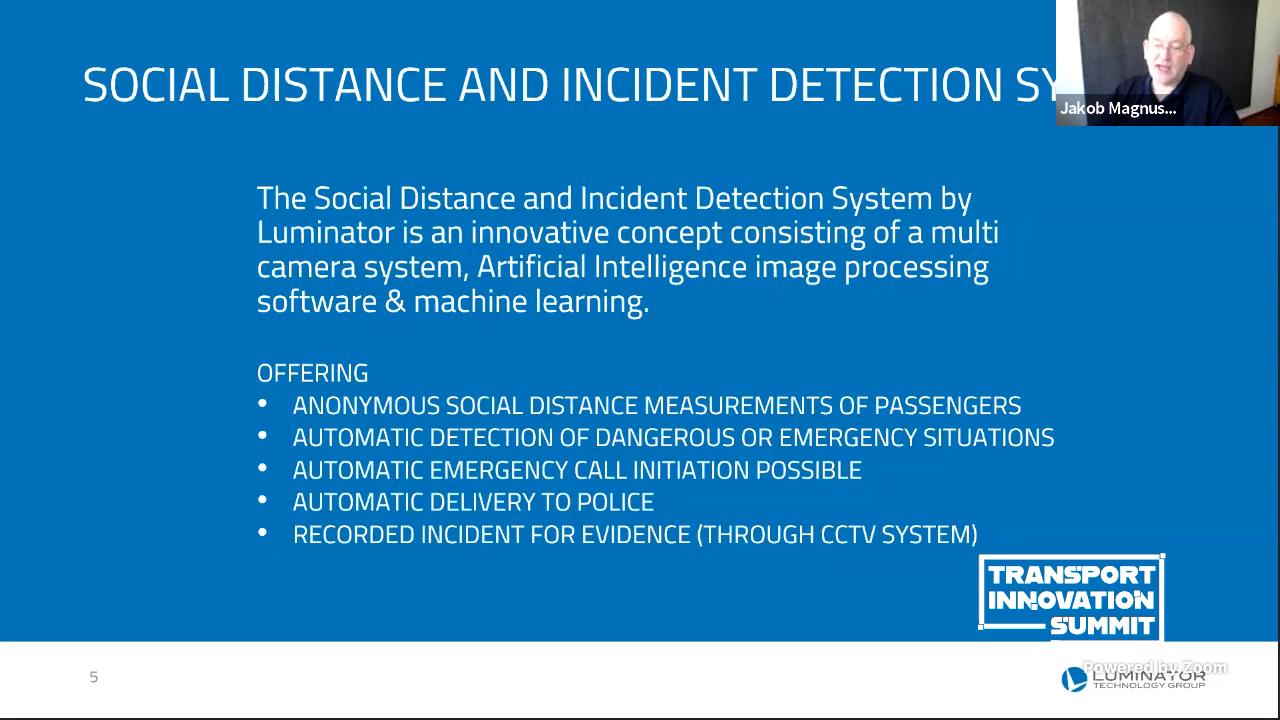 SOCIAL DISTANCE AND INCIDENT DETECTION SY
Jakob Magnus...
The Social Distance and Incident Detection System by
Luminator is an innovative concept consisting of a multi
camera system, Artificial Intelligence image processing
software & machine learning.
OFFERING
• ANONYMOUS SOCIAL DISTANCE MEASUREMENTS OF PASSENGERS
• AUTOMATIC DETECTION OF DANGEROUS OR EMERGENCY SITUATIONS
• AUTOMATIC EMERGENCY CALL INITIATION POSSIBLE
• AUTOMATIC DELIVERY TO POLICE
• RECORDED INCIDENT FOR EVIDENCE (THROUGH CCTV SYSTEM)
TRANSPORT
INNOVATION
SUMMIT
5
Powered by Zoom
LUMINATOR
TECHNOLOGY GROUP